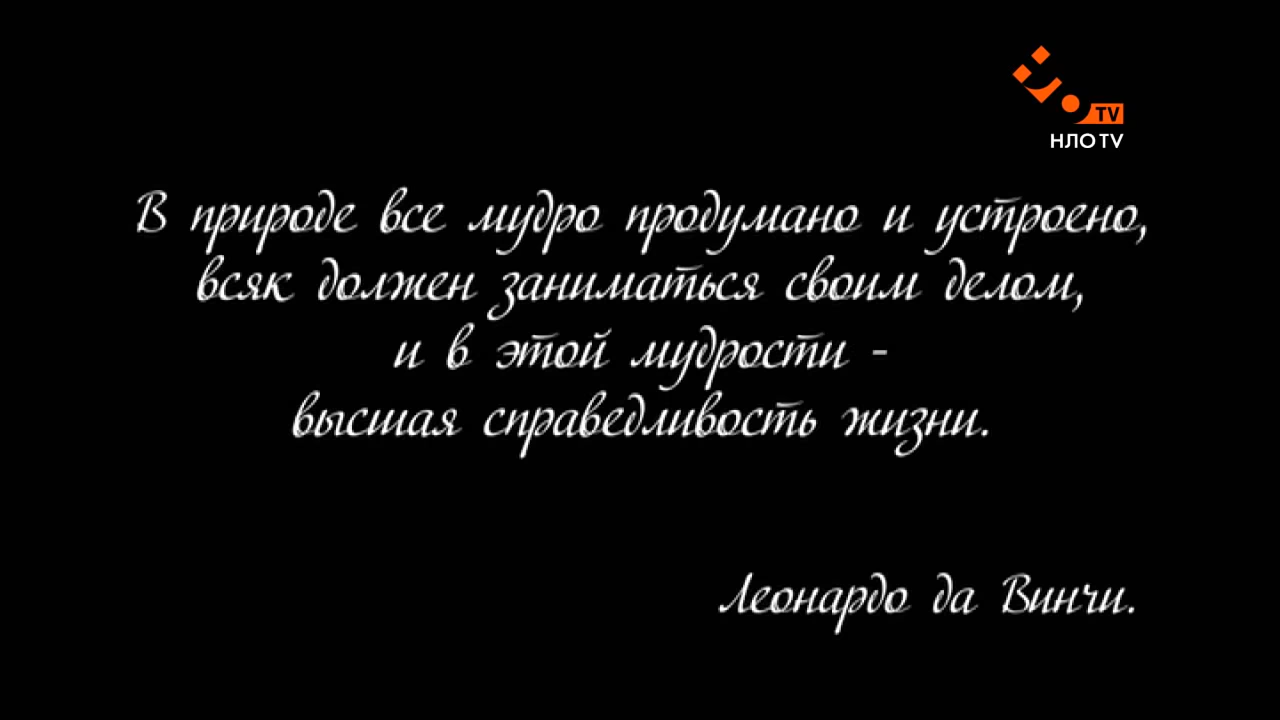 TV
НЛО TV
В природе все мудро продумано и устроено,
всяк должен заниматься своим делом,
и в этой мудрости -
высшая справедливость жизни.
Леонардо да Винчи.